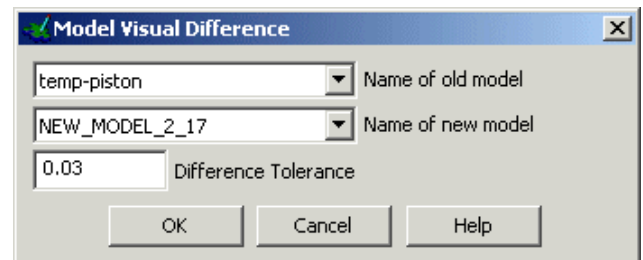 Model Visual Difference
temp-piston Name of old model
NEW_MODEL_2_17 Name of new model
0.03 Difference Tolerance
OK Cancel Help